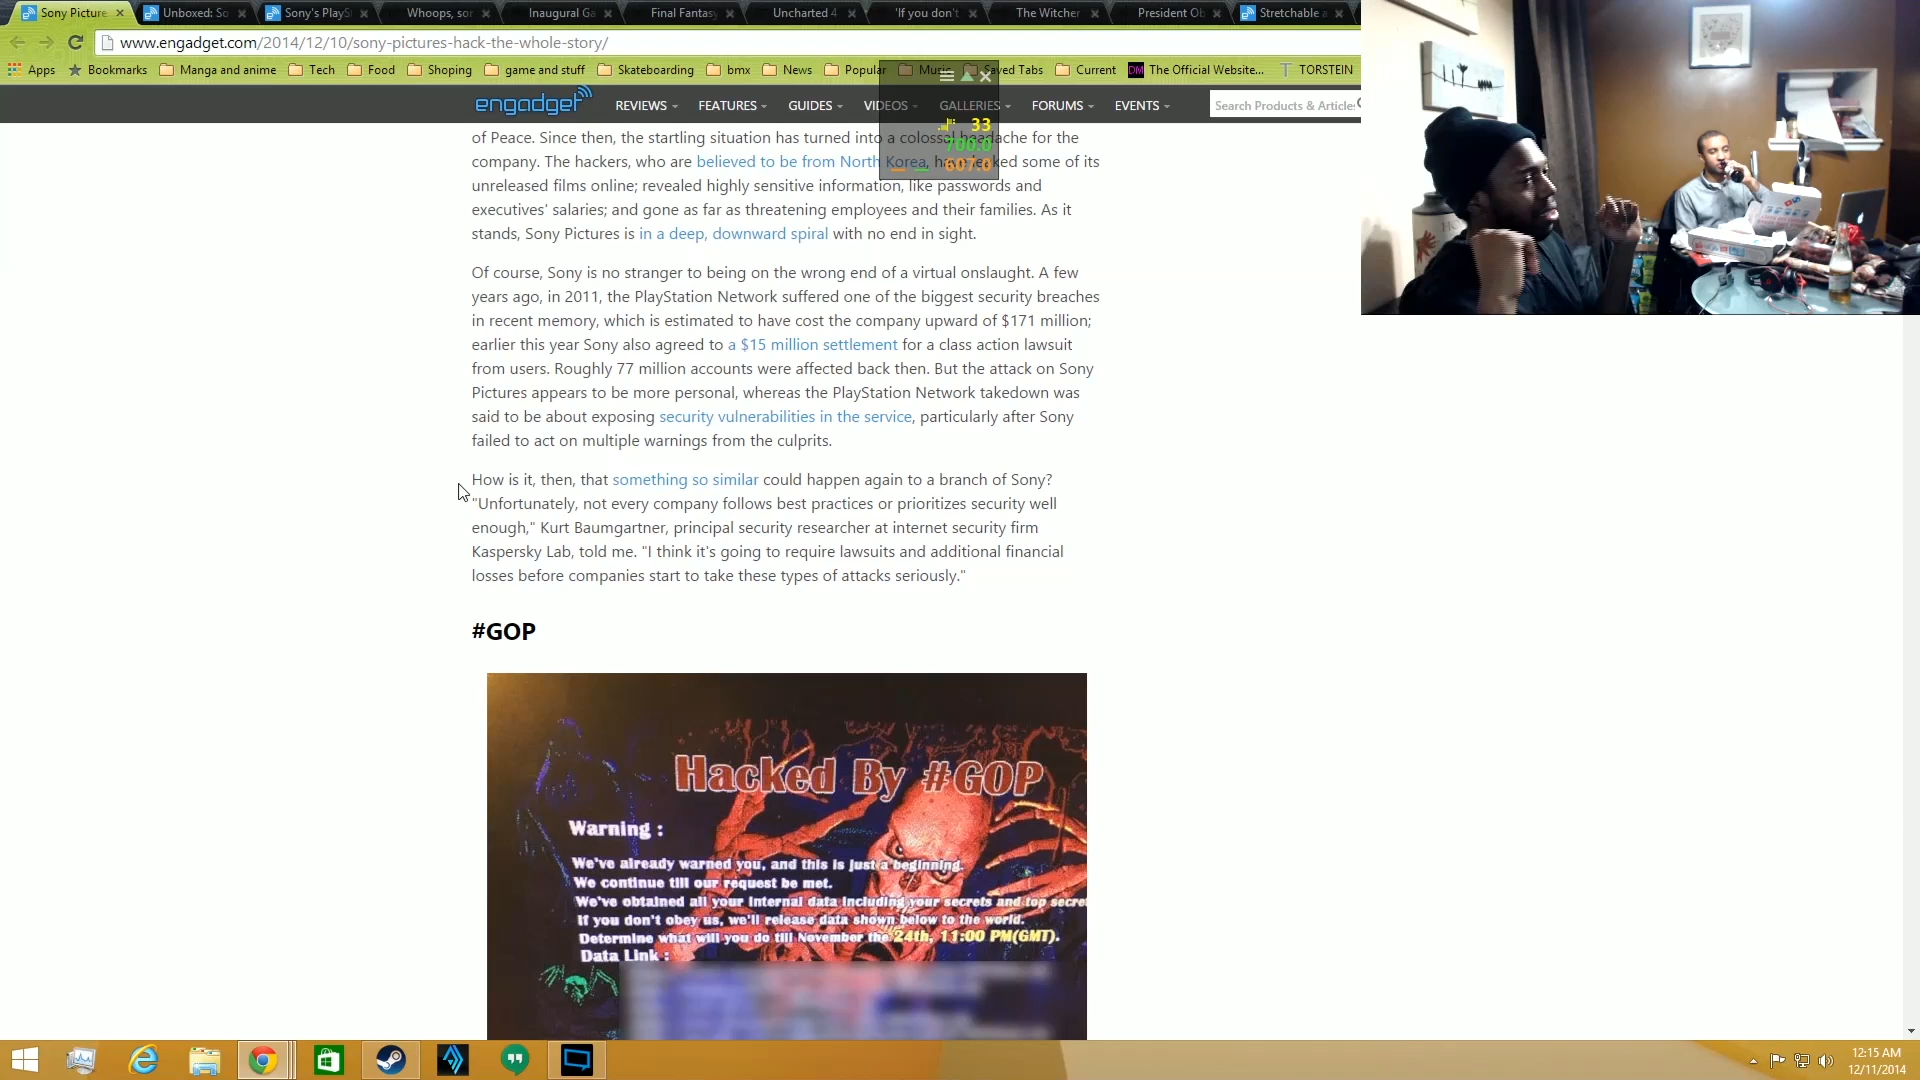 Sony Picture
Unboxed: So
Sony's PlayS
Whoops, sor
Inaugural Ga
Final Fantasy
Uncharted 4
'If you don't
The Witcher
President Ob
Stretchable a
www.engadget.com/2014/12/10/sony-pictures-hack-the-whole-story/
Apps Bookmarks Manga and anime Tech Food Shoping game and stuff Skateboarding bmx News Popular Music Saved Tabs Current DM The Official Website... TORSTEIN
engadget REVIEWS FEATURES GUIDES VIDEOS GALLERIES FORUMS EVENTS Search Products & Articles
33
700.0
607.0
of Peace. Since then, the startling situation has turned into a colossal headache for the
company. The hackers, who are believed to be from North Korea, have leaked some of its
unreleased films online; revealed highly sensitive information, like passwords and
executives' salaries; and gone as far as threatening employees and their families. As it
stands, Sony Pictures is in a deep, downward spiral with no end in sight.
Of course, Sony is no stranger to being on the wrong end of a virtual onslaught. A few
years ago, in 2011, the PlayStation Network suffered one of the biggest security breaches
in recent memory, which is estimated to have cost the company upward of $171 million;
earlier this year Sony also agreed to a $15 million settlement for a class action lawsuit
from users. Roughly 77 million accounts were affected back then. But the attack on Sony
Pictures appears to be more personal, whereas the PlayStation Network takedown was
said to be about exposing security vulnerabilities in the service, particularly after Sony
failed to act on multiple warnings from the culprits.
How is it, then, that something so similar could happen again to a branch of Sony?
"Unfortunately, not every company follows best practices or prioritizes security well
enough," Kurt Baumgartner, principal security researcher at internet security firm
Kaspersky Lab, told me. "I think it's going to require lawsuits and additional financial
losses before companies start to take these types of attacks seriously."
#GOP
Hacked By #GOP
Warning :
We've already warned you, and this is just a beginning.
We continue till our request be met.
We've obtained all your internal data including your secrets and top secre
If you don't obey us, we'll release data shown below to the world.
Determine what will you do till November the 24th, 11:00 PM(GMT).
Data Link :
12:15 AM
12/11/2014